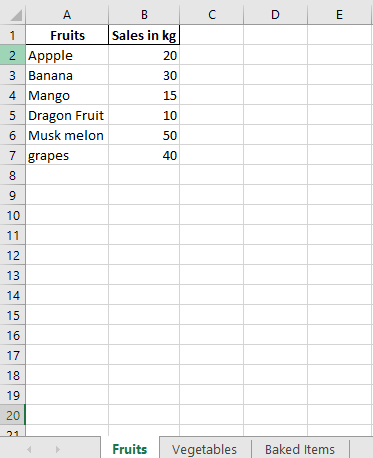 A B C D E
1 Fruits Sales in kg
2 Appple 20
3 Banana 30
4 Mango 15
5 Dragon Fruit 10
6 Musk melon 50
7 grapes 40
8
9
10
11
12
13
14
15
16
17
18
19
20
21
Fruits Vegetables Baked Items